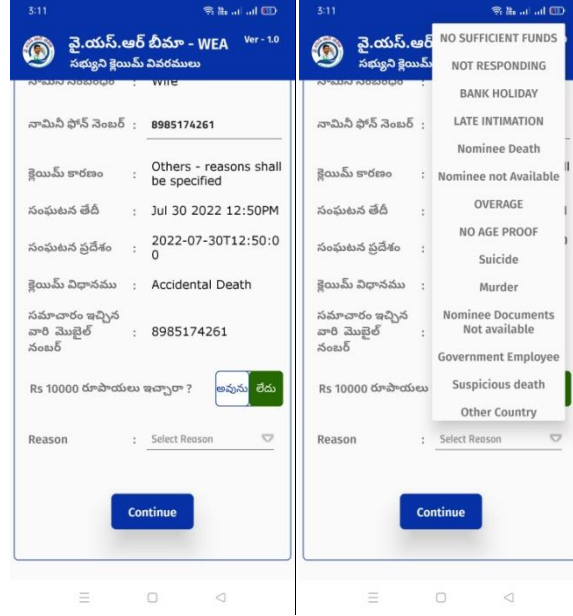 3:11
వై.యస్.ఆర్ బీమా - WEA Ver - 1.0
సభ్యుని క్లెయిమ్ వివరములు
నామినీ సంబంధం : Wife
నామినీ ఫోన్ నెంబర్ : 8985174261
క్లెయిమ్ కారణం : Others - reasons shall
be specified
సంఘటన తేదీ : Jul 30 2022 12:50PM
సంఘటన ప్రదేశం : 2022-07-30T12:50:0
0
క్లెయిమ్ విధానము : Accidental Death
సమాచారం ఇచ్చిన
వారి మొబైల్ : 8985174261
నంబర్
Rs 10000 రూపాయలు ఇచ్చారా ? అవును లేదు
Reason : Select Reason
Continue
3:11
వై.యస్.ఆర్
సభ్యుని క్లెయిమ్
నామినీ సంబంధం :
నామినీ ఫోన్ నెంబర్ :
క్లెయిమ్ కారణం :
సంఘటన తేదీ :
సంఘటన ప్రదేశం :
క్లెయిమ్ విధానము :
సమాచారం ఇచ్చిన
వారి మొబైల్ :
నంబర్
Rs 10000 రూపాయలు
Reason : Select Reason
Continue
NO SUFFICIENT FUNDS
NOT RESPONDING
BANK HOLIDAY
LATE INTIMATION
Nominee Death
Nominee not Available
OVERAGE
NO AGE PROOF
Suicide
Murder
Nominee Documents
Not available
Government Employee
Suspicious death
Other Country